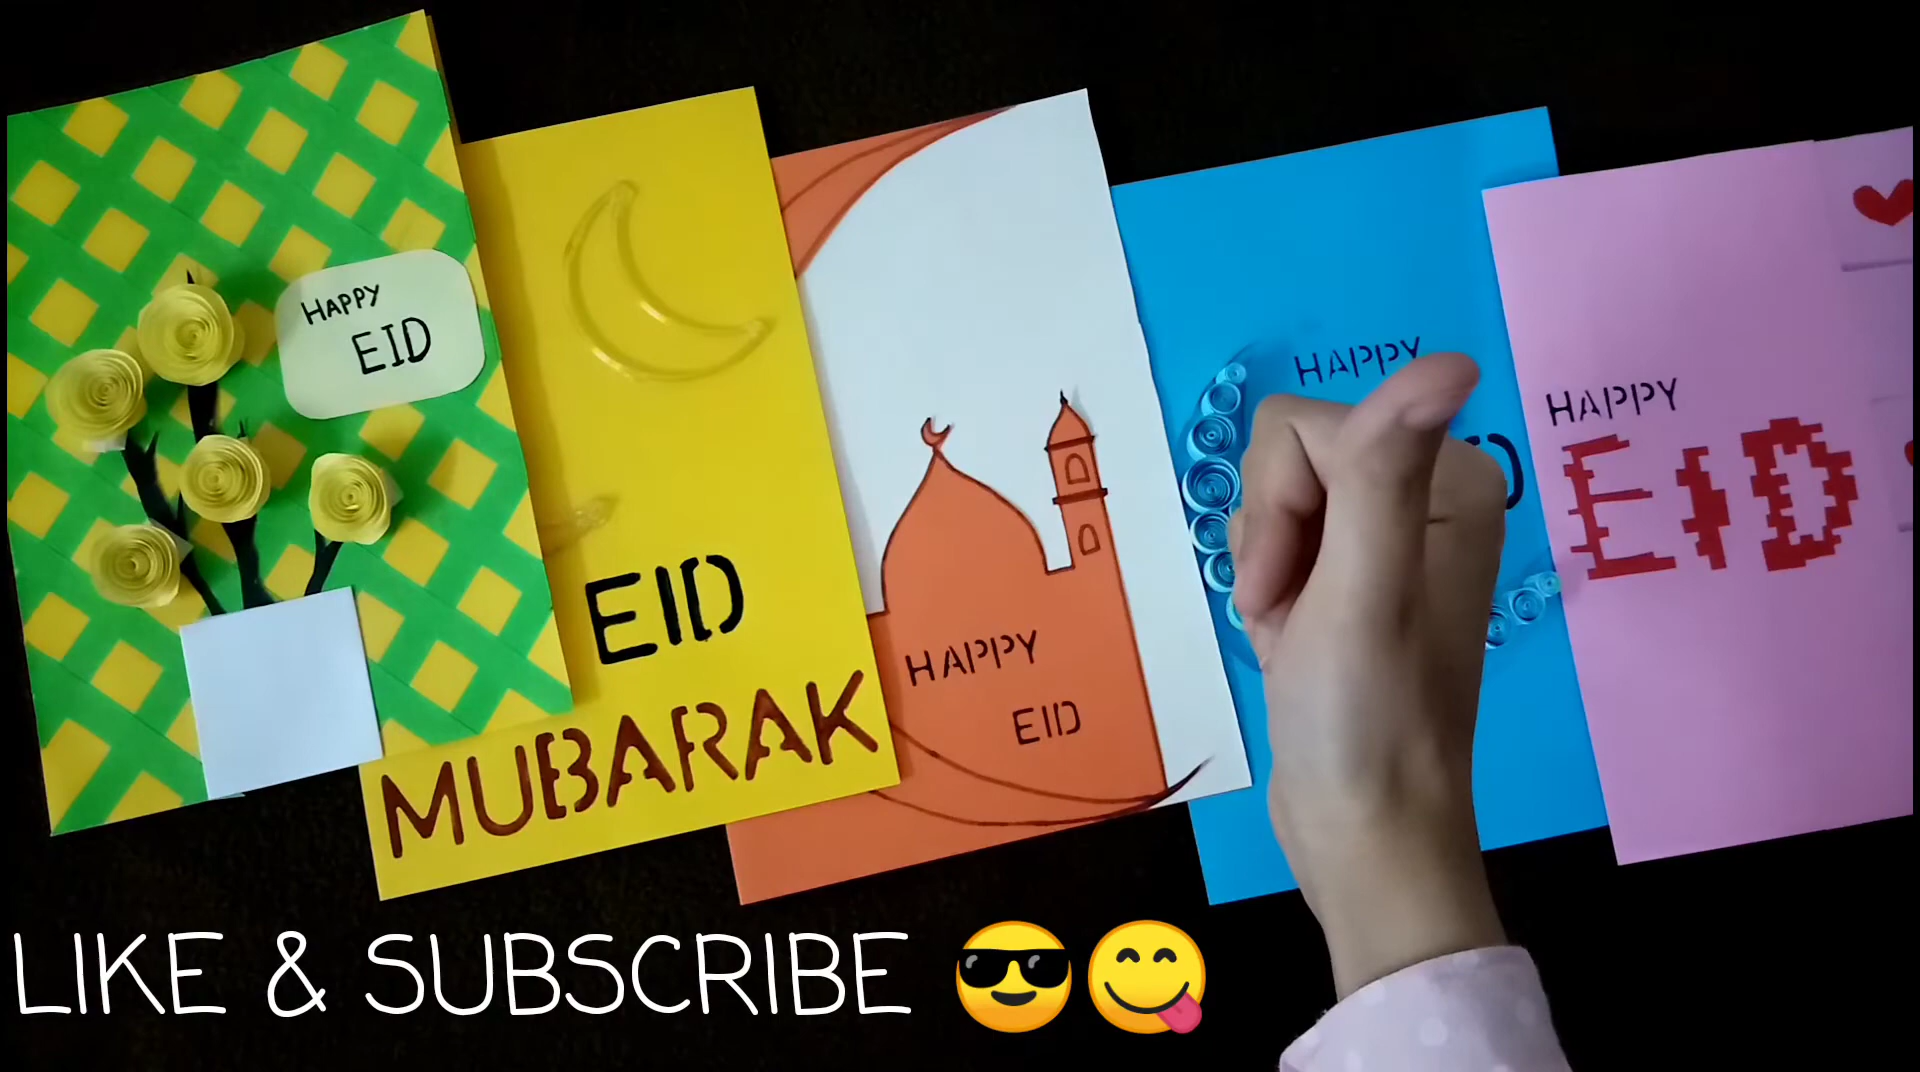 HAPPY
EID
EID
MUBARAK
HAPPY
EID
HAPPY
HAPPY
EID
LIKE & SUBSCRIBE 😎😋